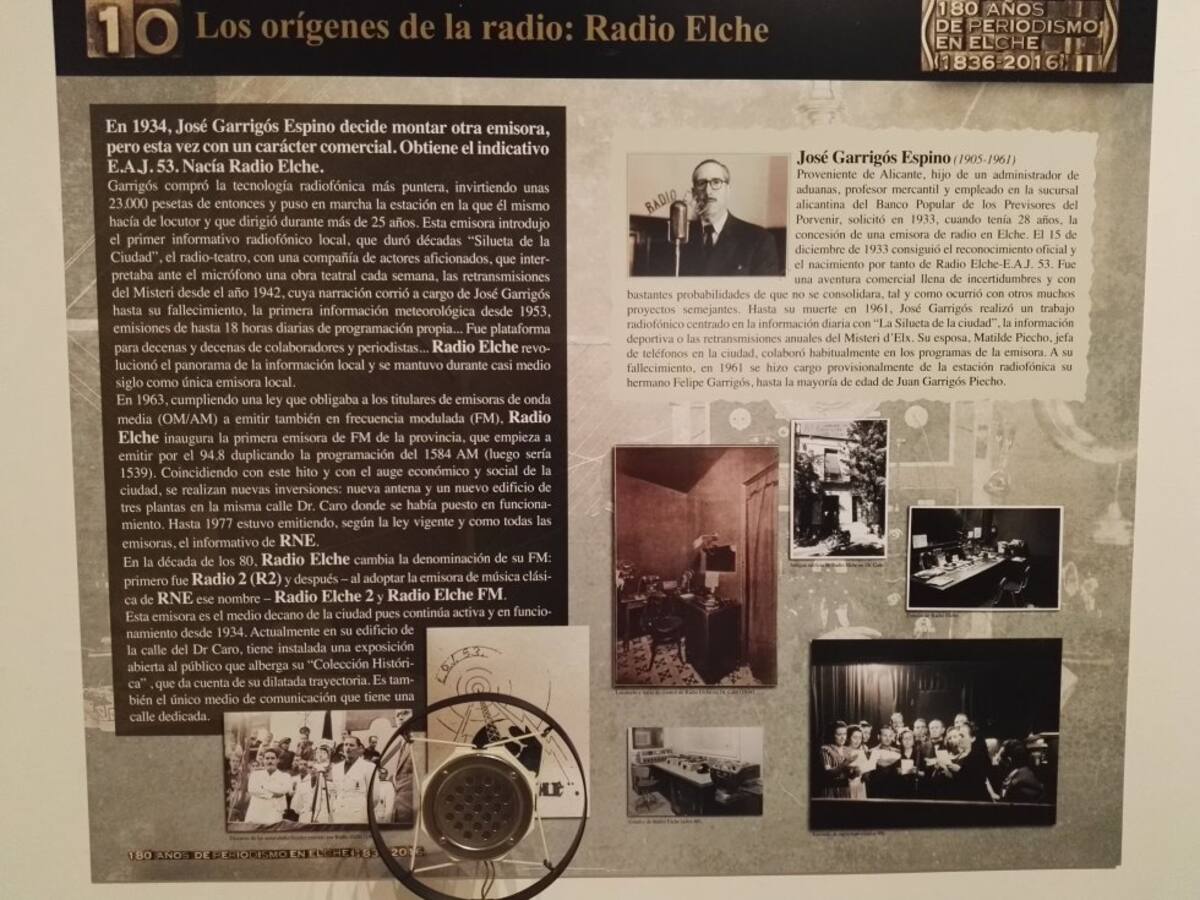 10
Los orígenes de la radio: Radio Elche
180 AÑOS
DE PERIODISMO
EN ELCHE
(1836-2016)
En 1934, José Garrigós Espino decide montar otra emisora,
pero esta vez con un carácter comercial. Obtiene el indicativo
E.A.J. 53. Nacía Radio Elche.
Garrigós compró la tecnología radiofónica más puntera, invirtiendo unas
23.000 pesetas de entonces y puso en marcha la estación en la que él mismo
hacía de locutor y que dirigió durante más de 25 años. Esta emisora introdujo
el primer informativo radiofónico local, que duró décadas “Silueta de la
Ciudad”, el radio-teatro, con una compañía de actores aficionados, que inter-
pretaba ante el micrófono una obra teatral cada semana, las retransmisiones
del Misteri desde el año 1942, cuya narración corrió a cargo de José Garrigós
hasta su fallecimiento, la primera información meteorológica desde 1953,
emisiones de hasta 18 horas diarias de programación propia... Fue plataforma
para decenas y decenas de colaboradores y periodistas... Radio Elche revo-
lucionó el panorama de la información local y se mantuvo durante casi medio
siglo como única emisora local.
En 1963, cumpliendo una ley que obligaba a los titulares de emisoras de onda
media (OM/AM) a emitir también en frecuencia modulada (FM), Radio
Elche inaugura la primera emisora de FM de la provincia, que empieza a
emitir por el 94.8 duplicando la programación del 1584 AM (luego sería
1539). Coincidiendo con este hito y con el auge económico y social de la
ciudad, se realizan nuevas inversiones: nueva antena y un nuevo edificio de
tres plantas en la misma calle Dr. Caro donde se había puesto en funciona-
miento. Hasta 1977 estuvo emitiendo, según la ley vigente y como todas las
emisoras, el informativo de RNE.
En la década de los 80, Radio Elche cambia la denominación de su FM:
primero fue Radio 2 (R2) y después – al adoptar la emisora de música clási-
ca de RNE ese nombre – Radio Elche 2 y Radio Elche FM.
Esta emisora es el medio decano de la ciudad pues continúa activa y en funcio-
namiento desde 1934. Actualmente en su edificio de
la calle del Dr Caro, tiene instalada una exposición
abierta al público que alberga su “Colección Históri-
ca” , que da cuenta de su dilatada trayectoria. Es tam-
bién el único medio de comunicación que tiene una
calle dedicada.
RADIO
José Garrigós Espino (1905-1961)
Proveniente de Alicante, hijo de un administrador de
aduanas, profesor mercantil y empleado en la sucursal
alicantina del Banco Popular de los Previsores del
Porvenir, solicitó en 1933, cuando tenía 28 años, la
concesión de una emisora de radio en Elche. El 15 de
diciembre de 1933 consiguió el reconocimiento oficial y
el nacimiento por tanto de Radio Elche-E.A.J. 53. Fue
una aventura comercial llena de incertidumbres y con
bastantes probabilidades de que no se consolidara, tal y como ocurrió con otros muchos
proyectos semejantes. Hasta su muerte en 1961, José Garrigós realizó un trabajo
radiofónico centrado en la información diaria con “La Silueta de la ciudad”, la información
deportiva o las retransmisiones anuales del Misteri d’Elx. Su esposa, Matilde Piecho, jefa
de teléfonos en la ciudad, colaboró habitualmente en los programas de la emisora. A su
fallecimiento, en 1961 se hizo cargo provisionalmente de la estación radiofónica su
hermano Felipe Garrigós, hasta la mayoría de edad de Juan Garrigós Piecho.
180 AÑOS DE PERIODISMO EN ELCHE